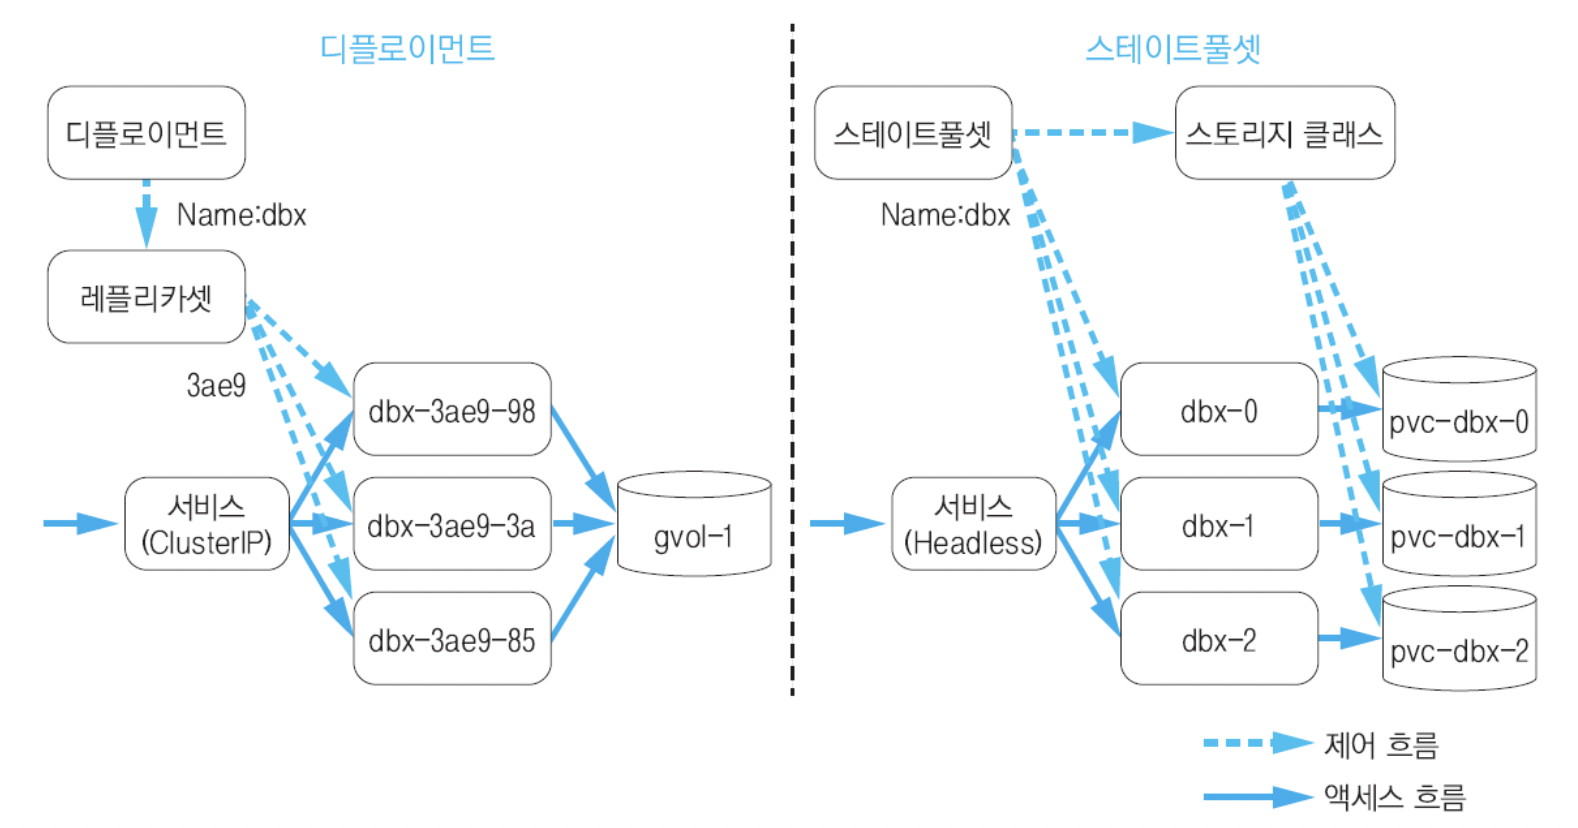 디플로이먼트
디플로이먼트
Name:dbx
레플리카셋
3ae9
dbx-3ae9-98
서비스
(ClusterIP)
dbx-3ae9-3a
gvol-1
dbx-3ae9-85
스테이트풀셋
스테이트풀셋
스토리지 클래스
Name:dbx
dbx-0
pvc-dbx-0
서비스
(Headless)
dbx-1
pvc-dbx-1
dbx-2
pvc-dbx-2
제어 흐름
액세스 흐름